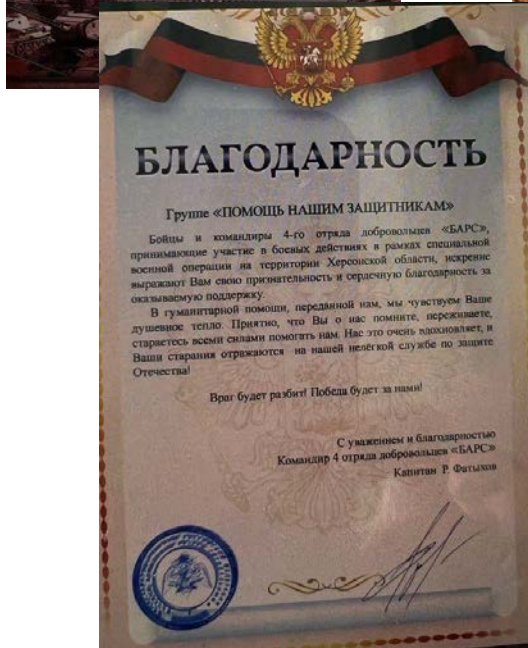 БЛАГОДАРНОСТЬ
Группе «ПОМОЩЬ НАШИМ ЗАЩИТНИКАМ»
Бойцы и командиры 4-го отряда добровольцев «БАРС»,
принимающие участие в боевых действиях в рамках специальной
военной операции на территории Херсонской области, искренне
выражают Вам свою признательность и сердечную благодарность за
оказываемую поддержку.
В гуманитарной помощи, переданной нам, мы чувствуем Ваше
душевное тепло. Приятно, что Вы о нас помните, переживаете,
стараетесь всеми силами помогать нам. Нас это очень вдохновляет, и
Ваши старания отражаются на нашей нелёгкой службе по защите
Отечества!
Враг будет разбит! Победа будет за нами!
С уважением и благодарностью
Командир 4 отряда добровольцев «БАРС»
Капитан Р. Фатыхов